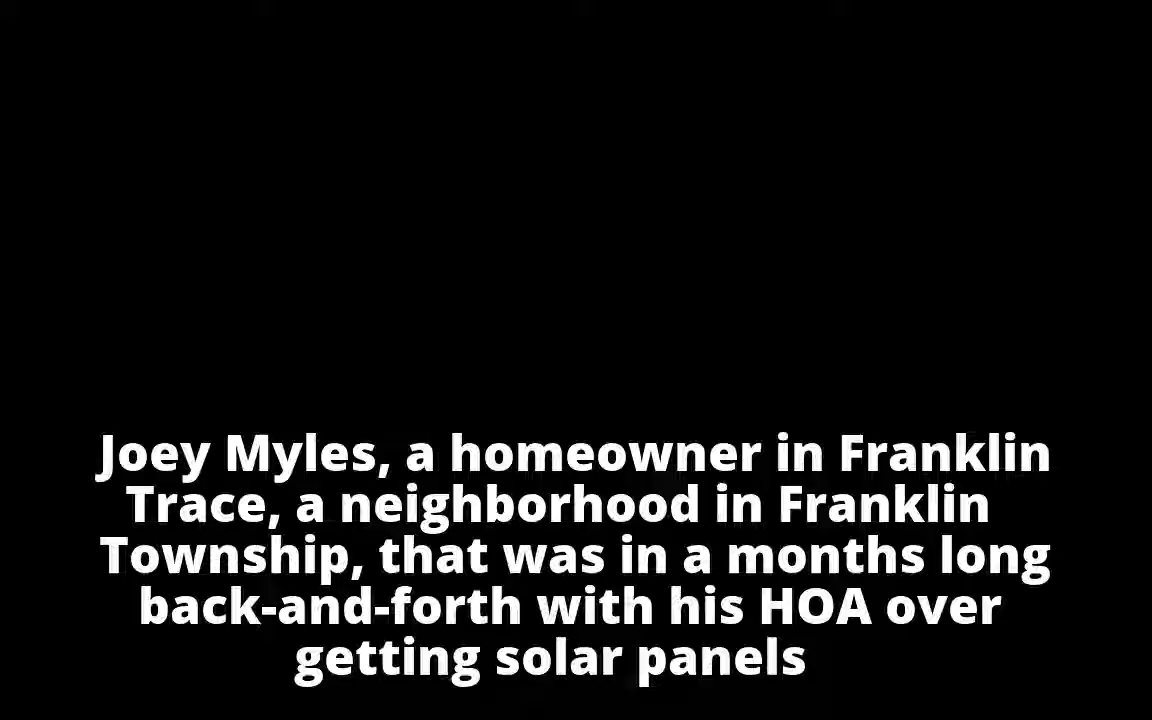 Joey Myles, a homeowner in Franklin
Trace, a neighborhood in Franklin
Township, that was in a months long
back-and-forth with his HOA over
getting solar panels